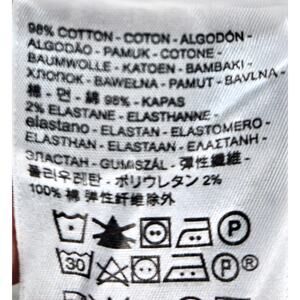 98% COTTON - COTON - ALGODÓN -
ALGODÃO - PAMUK - COTONE -
BAUMWOLLE - KATOEN - BAMBAKI -
ХЛОПОК - BAWEŁNA - PAMUT - BAVLNA -
棉 - 면 - 綿 98% - KAPAS
2% ELASTANE - ELASTHANNE -
elastano - ELASTAN - ELASTOMERO -
ELASTHAN - ELASTAAN - ΕΛΑΣΤΑΝΗ -
ЭЛАСТАН - GUMISZÁL - 弹性纖維 -
폴리우레탄 - ポリウレタン 2%
100% 棉 弹性纤维除外
P
30 P